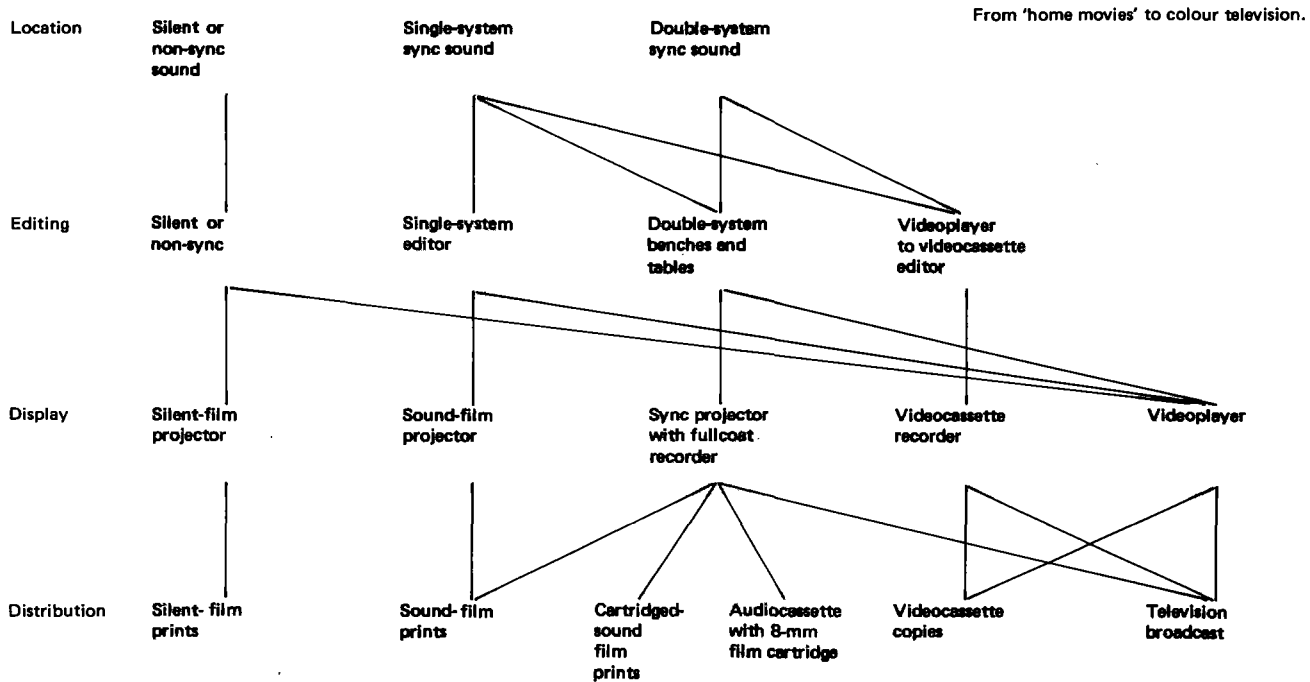 From 'home movies' to colour television.
Location
Silent or
non-sync
sound
Single-system
sync sound
Double-system
sync sound
Editing
Silent or
non-sync
Single-system
editor
Double-system
benches and
tables
Videoplayer
to videocassette
editor
Display
Silent-film
projector
Sound-film
projector
Sync projector
with fullcoat
recorder
Videocassette
recorder
Videoplayer
Distribution
Silent-film
prints
Sound-film
prints
Cartridged-
sound
film
prints
Audiocassette
with 8-mm
film cartridge
Videocassette
copies
Television
broadcast